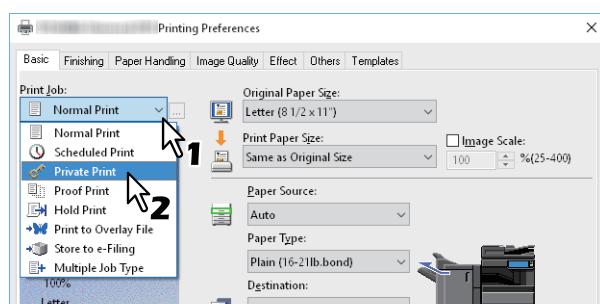 Printing Preferences
Basic Finishing Paper Handling Image Quality Effect Others Templates
Print Job:
Normal Print
...
1
Normal Print
Scheduled Print
Private Print
Proof Print
2
Hold Print
Print to Overlay File
Store to e-Filing
Multiple Job Type
100%
Letter
Original Paper Size:
Letter (8 1/2 x 11")
Print Paper Size:
Same as Original Size
Image Scale:
100 %(25-400)
Paper Source:
Auto
Paper Type:
Plain (16-21lb.bond)
Destination: